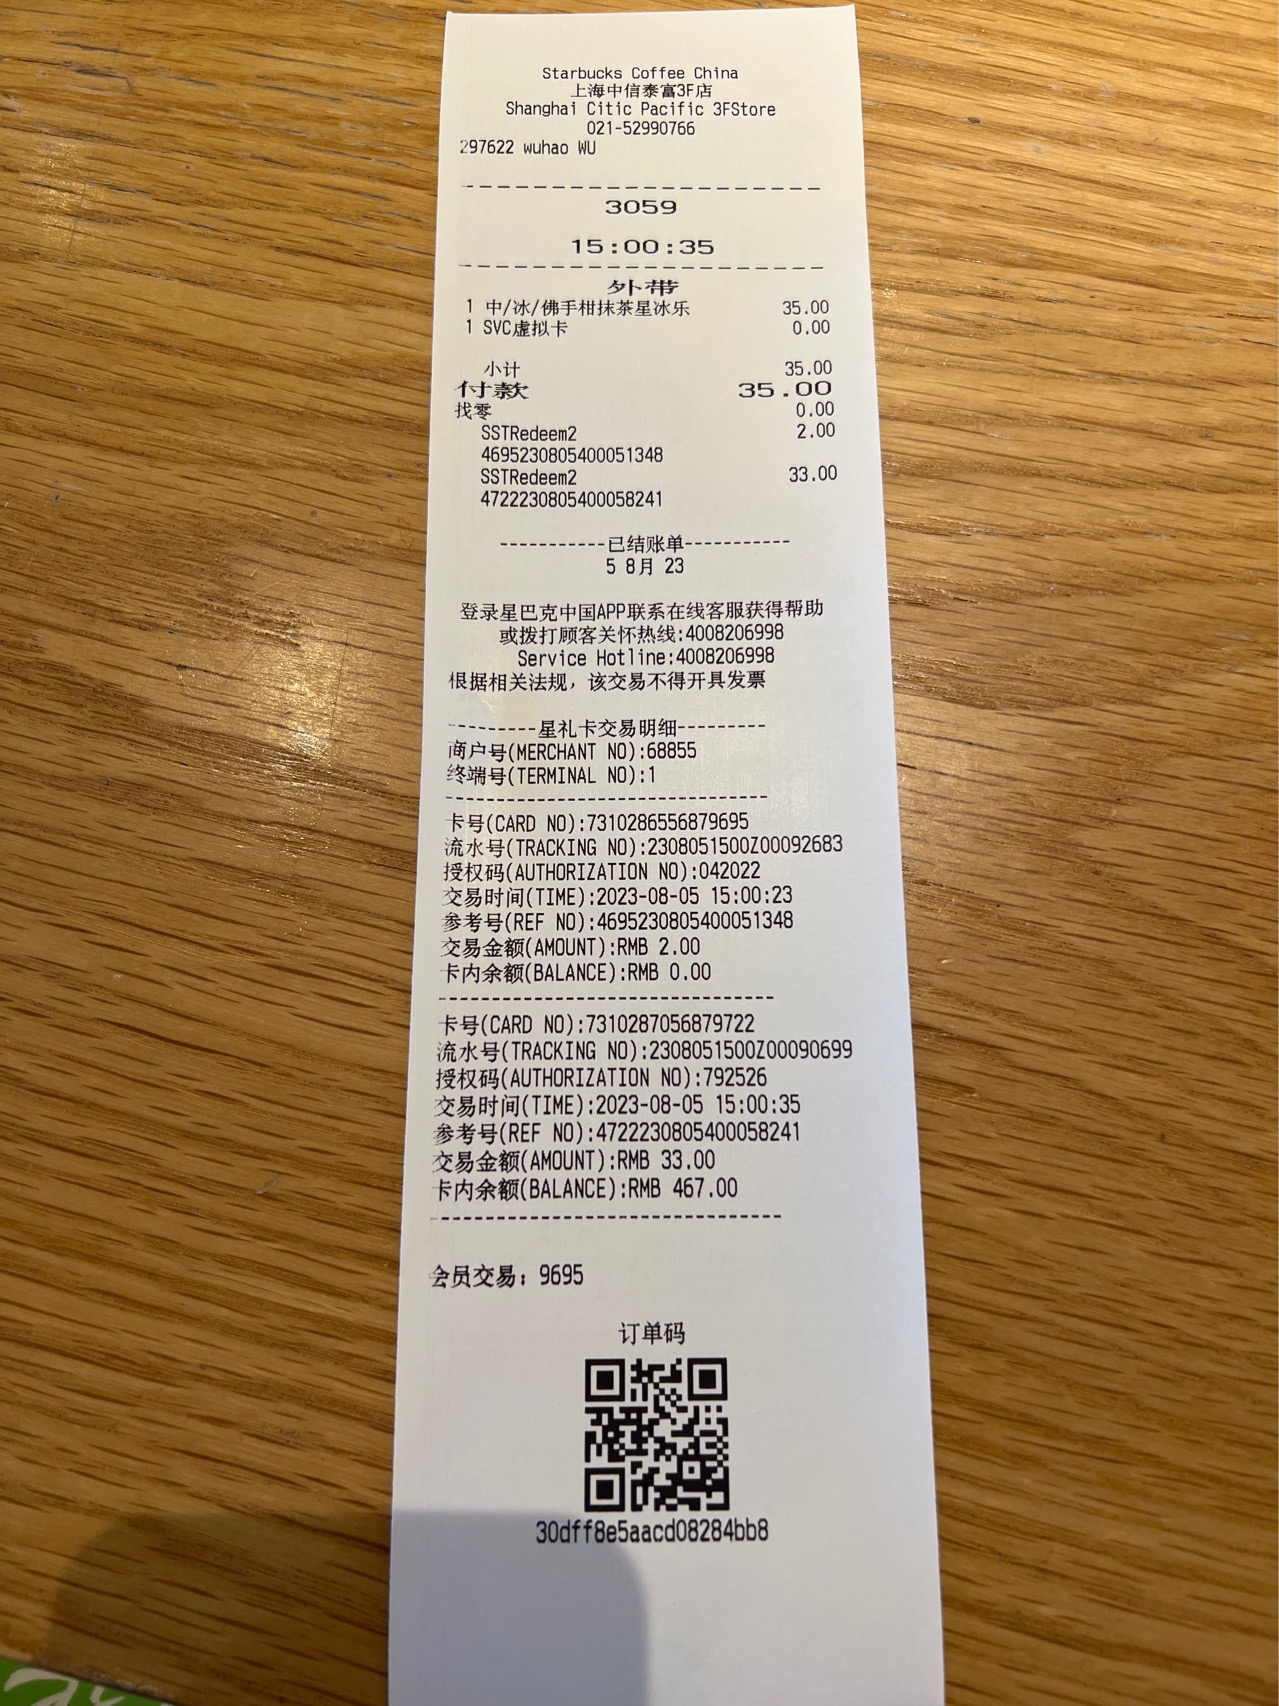 Starbucks Coffee China
上海中信泰富3F店
Shanghai Citic Pacific 3FStore
021-52990766
297622 wuhao WU
--------------------
3059
15:00:35
--------------------
外带
1 中/冰/佛手柑抹茶星冰乐 35.00
1 SVC虚拟卡 0.00
小计 35.00
付款 35.00
找零 0.00
SSTRedeem2 2.00
4695230805400051348
SSTRedeem2 33.00
4722230805400058241
-----------已结账单-----------
5 8月 23
登录星巴克中国APP联系在线客服获得帮助
或拨打顾客关怀热线:4008206998
Service Hotline:4008206998
根据相关法规，该交易不得开具发票
---------星礼卡交易明细---------
商户号(MERCHANT NO):68855
终端号(TERMINAL NO):1
--------------------------------
卡号(CARD NO):7310286556879695
流水号(TRACKING NO):2308051500Z00092683
授权码(AUTHORIZATION NO):042022
交易时间(TIME):2023-08-05 15:00:23
参考号(REF NO):4695230805400051348
交易金额(AMOUNT):RMB 2.00
卡内余额(BALANCE):RMB 0.00
--------------------------------
卡号(CARD NO):7310287056879722
流水号(TRACKING NO):2308051500Z00090699
授权码(AUTHORIZATION NO):792526
交易时间(TIME):2023-08-05 15:00:35
参考号(REF NO):4722230805400058241
交易金额(AMOUNT):RMB 33.00
卡内余额(BALANCE):RMB 467.00
--------------------------------
会员交易: 9695
订单码
30dff8e5aacd08284bb8